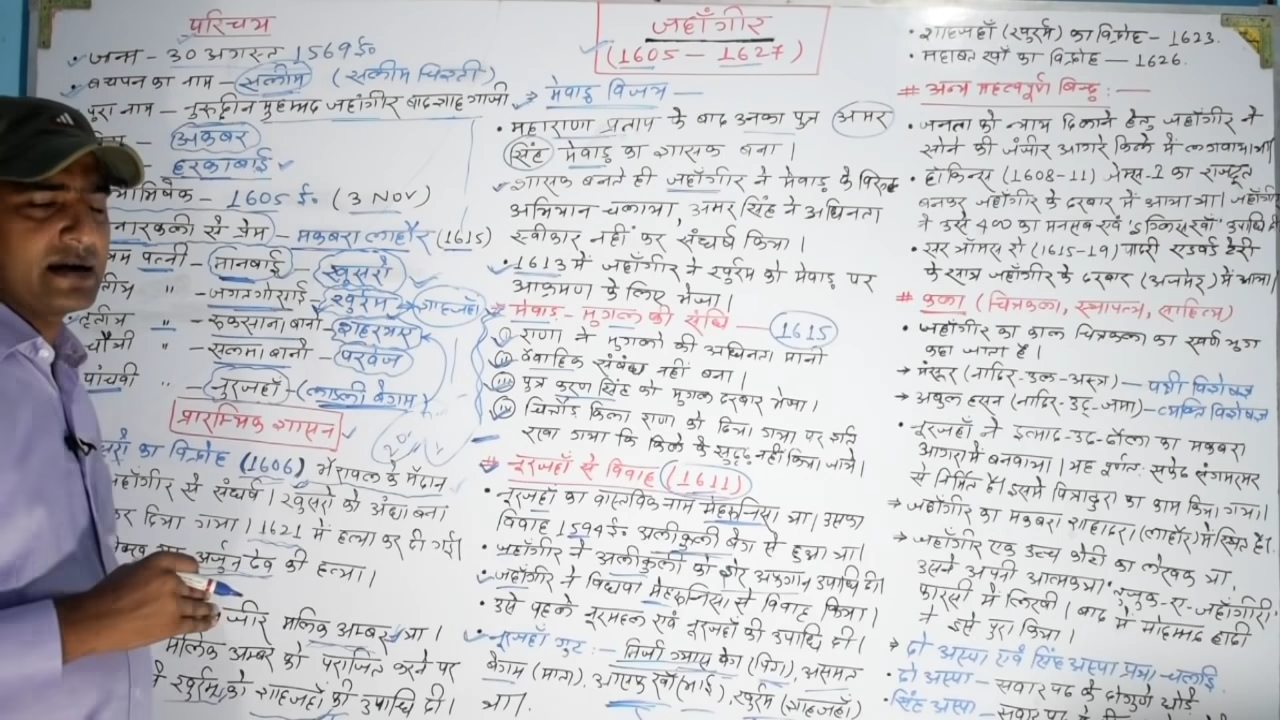 परिचय
जन्म - 30 अगस्त 1569ई०
बचपन का नाम - सलीम (सलीम चिश्ती)
पुरा नाम - नुरूद्दीन मुहम्मद जहाँगीर बादशाह गाजी
अकबर
हरकाबाई
- 1605 ई० (3 NOV)
नारकली से प्रेम - मकबरा लाहौर (1615)
पत्नी - मानबाई - खुसरो
" - जगतगोसाई खुर्रम → शाहजहाँ
तृतीय " - रुकसाना बानो - शहरयार
चौथी " - सलमा बानो - परवेज
पांचवी " - नुरजहाँ - (लाडली बेगम)
प्रारम्भिक शासन
का विद्रोह (1606) भैरावल के मैदान
जहाँगीर से संघर्ष। खुसरो को अंधा बना
कर दिया गया। 1621 में हत्या कर दी गई।
अर्जुन देव की हत्या।
मलिक अम्बर था।
मलिक अम्बर को पराजित करने पर
ने खुर्रम को शाहजहाँ की उपाधि दी।
जहाँगीर
(1605 - 1627)
मेवाड़ विजय —
• महाराणा प्रताप के बाद उनका पुत्र अमर
सिंह मेवाड़ का शासक बना।
शासक बनते ही जहाँगीर ने मेवाड़ के विरुद्ध
अभियान चलाया, अमर सिंह ने अधिनता
स्वीकार नहीं कर संघर्ष किया।
• 1613 में जहाँगीर ने खुर्रम को मेवाड़ पर
आक्रमण के लिए भेजा।
# मेवाड़ - मुगल की संधि — 1615
(i) राणा ने मुगलो की अधिनता मानी
(ii) वैवाहिक संबंध नहीं बना।
(iii) पुत्र करण सिंह को मुगल दरबार भेजा।
(iv) चित्तौड़ किला राणा को दिया गया पर शर्त
रखा गया कि किले के सुदृढ़ नहीं किया जाये।
# नूरजहाँ से विवाह (1611)
• नूरजहाँ का वास्तविक नाम मेहरुनिसा था। उसका
विवाह 1594ई० अलीकुली बेग से हुआ था।
• जहाँगीर ने अलीकुली को शेर अफगान उपाधि दी।
• जहाँगीर ने विधवा मेहरुनिसा से विवाह किया।
• उसे पहले नूरमहल एवं नूरजहाँ की उपाधि दी।
• नूरजहाँ गुट :- मिर्जा ग्यास बेग (पिता), असमत
बेगम (माता), आसफ खाँ (भाई), खुर्रम (शाहजहाँ)
था।
• शाहजहाँ (खुर्रम) का विद्रोह - 1623.
• महाबत खाँ का विद्रोह — 1626.
# अन्य महत्वपूर्ण बिन्दु :—
• जनता को न्याय दिलाने हेतु जहाँगीर ने
सोने की जंजीर आगरे किले में लगवाया था।
• हॉकिन्स (1608-11) जेम्स-I का राजदूत
बनकर जहाँगीर के दरबार में आया था। जहाँगीर
ने उसे 400 का मनसब एवं 'इंग्लिस खाँ' उपाधि दी
• सर थॉमस रो (1615-19) पादरी एडवर्ड टैरी
के साथ जहाँगीर के दरबार (अजमेर) में आया।
# कला (चित्रकला, स्थापत्य, साहित्य)
• जहाँगीर का काल चित्रकला का स्वर्ण युग
कहा जाता है।
→ मंसूर (नादिर-उल-अस्र) — पक्षी विशेषज्ञ
→ अबुल हसन (नादिर-उद्-जमा) — व्यक्ति विशेषज्ञ
• नूरजहाँ ने इत्माद-उद-दौला का मकबरा
आगरा में बनवाया। यह पूर्णतः सफेद संगमरमर
से निर्मित है। इसमें पित्राड्यूरा का काम किया गया।
→ जहाँगीर का मकबरा शाहादरा (लाहौर) में स्थित है।
→ जहाँगीर एक उच्च कोटी का लेखक था,
उसने अपनी आत्मकथा 'तुजुक-ए-जहाँगीरी'
फारसी में लिखी। बाद में मोहम्मद हादी
ने इसे पुरा किया।
→ दो अस्पा एवं सिंह अस्पा प्रथा चलाई
• दो अस्पा - सवार पद के दोगुने घोड़े
• सिंह अस्पा - सवार पद